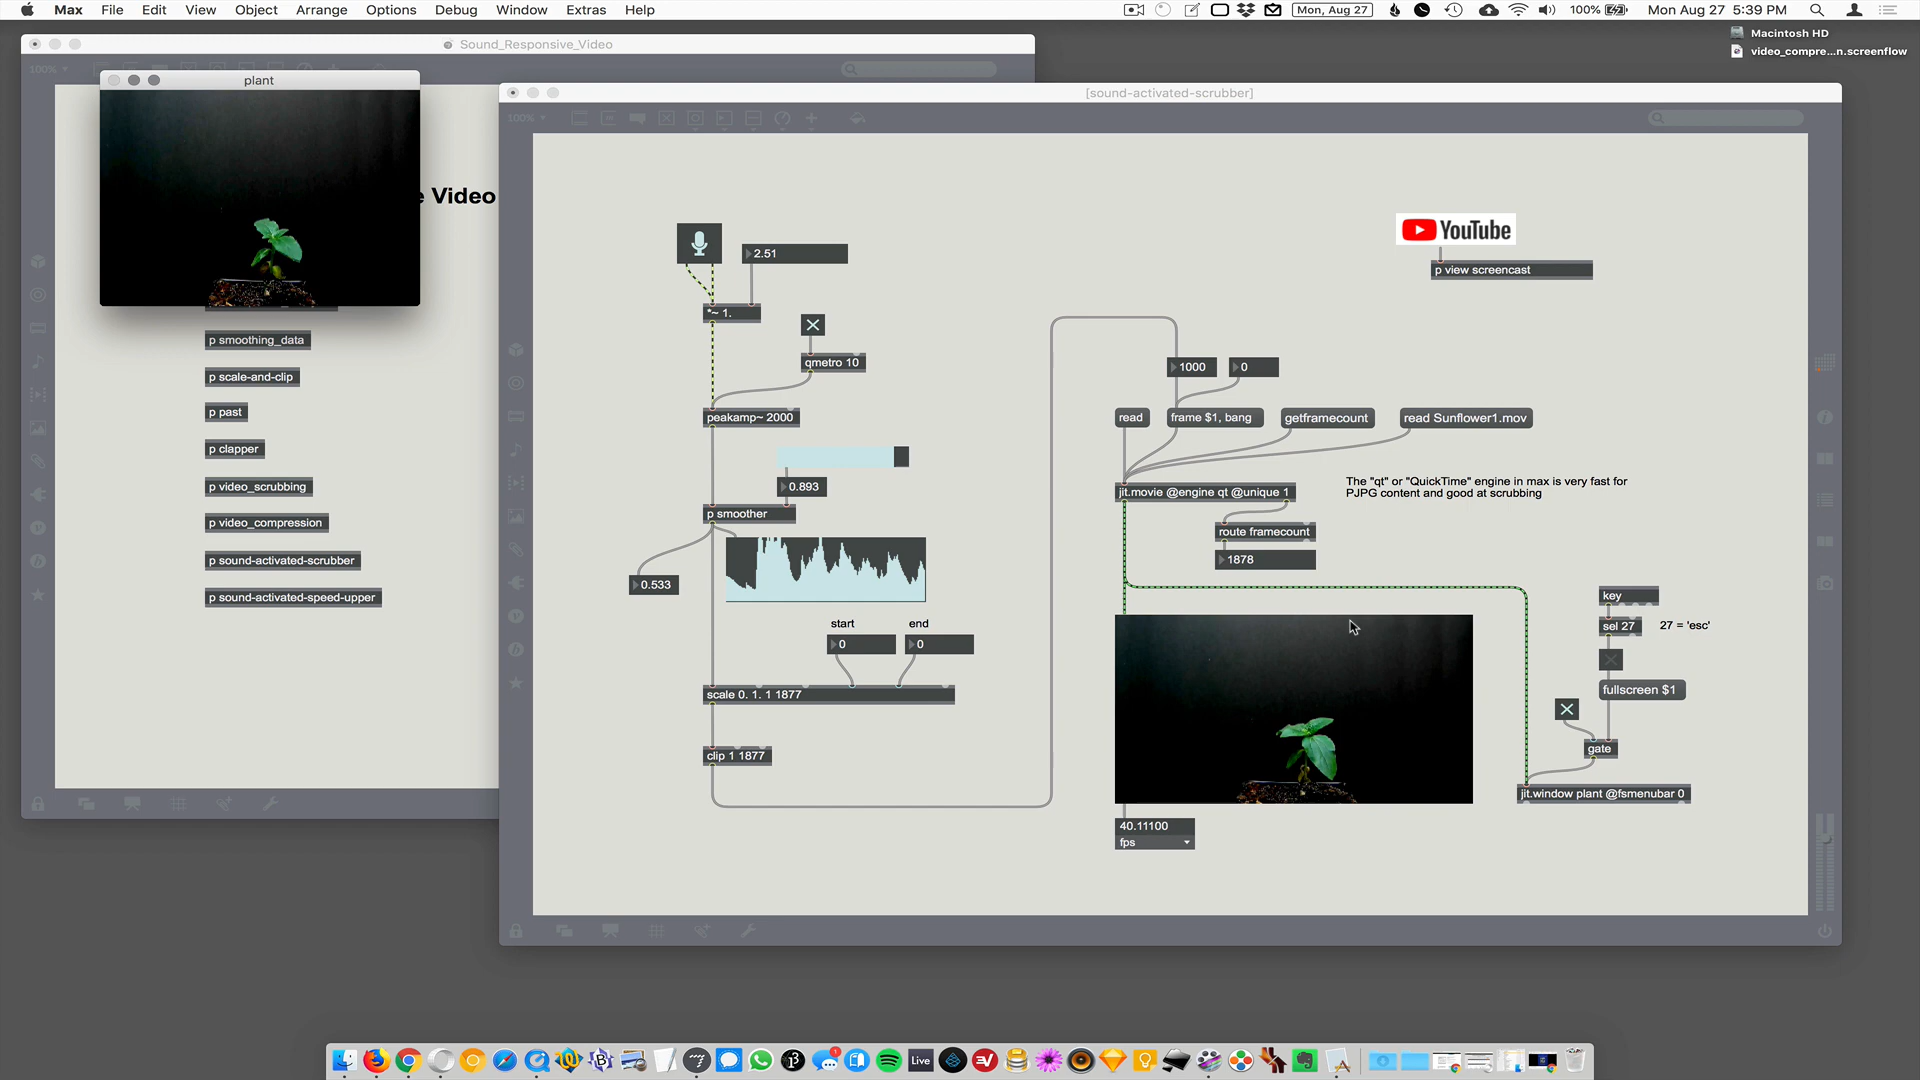 Max File Edit View Object Arrange Options Debug Window Extras Help
Mon, Aug 27
100%
Mon Aug 27 5:39 PM
Macintosh HD
video_compre...n.screenflow
Sound_Responsive_Video
100%
plant
e Video
p smoothing_data
p scale-and-clip
p past
p clapper
p video_scrubbing
p video_compression
p sound-activated-scrubber
p sound-activated-speed-upper
[sound-activated-scrubber]
100%
2.51
*~ 1.
qmetro 10
peakamp~ 2000
0.893
p smoother
0.533
start
end
0
0
scale 0. 1. 1 1877
clip 1 1877
YouTube
p view screencast
1000
0
read
frame $1, bang
getframecount
read Sunflower1.mov
jit.movie @engine qt @unique 1
The "qt" or "QuickTime" engine in max is very fast for
PJPG content and good at scrubbing
route framecount
1878
key
sel 27
27 = 'esc'
fullscreen $1
gate
jit.window plant @fsmenubar 0
40.11100
fps
Live